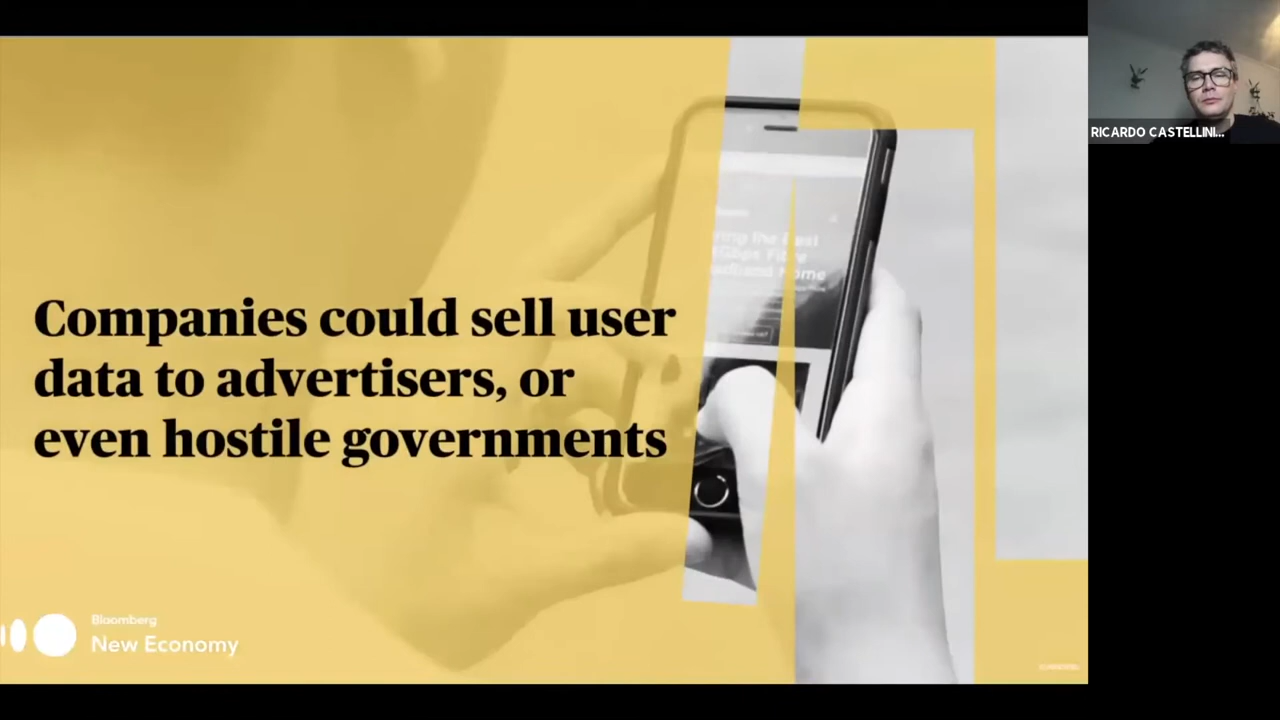 Companies could sell user
data to advertisers, or
even hostile governments
Bloomberg
New Economy
RICARDO CASTELLINI...